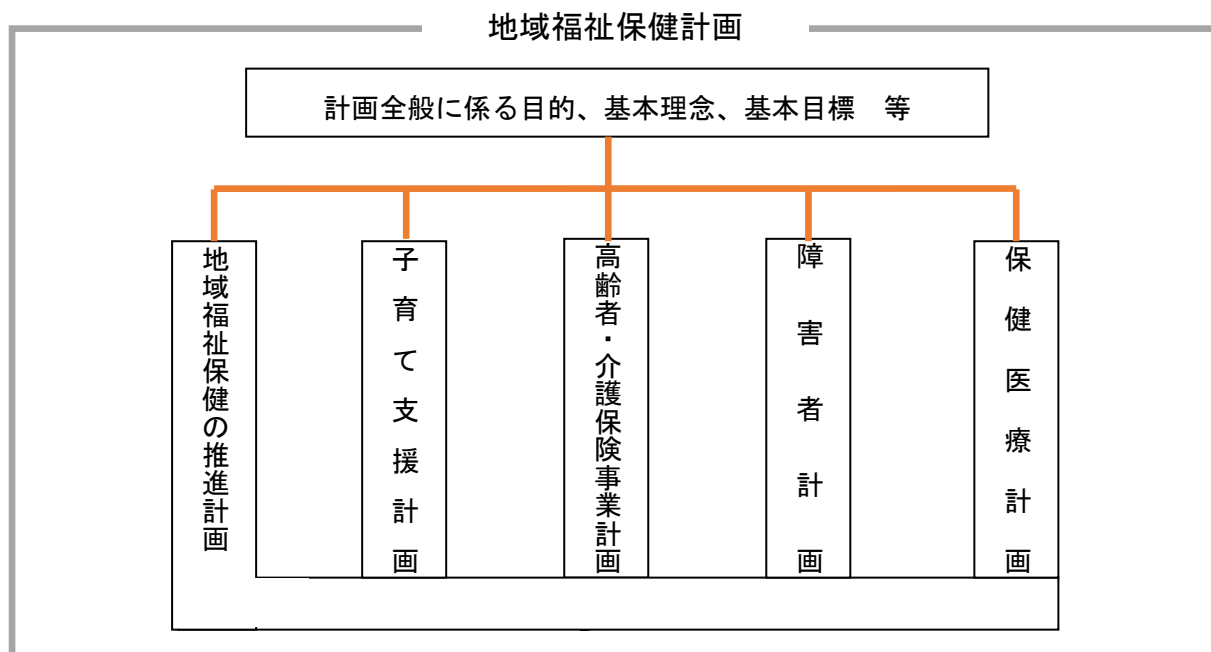 地域福祉保健計画
計画全般に係る目的、基本理念、基本目標　等
地域福祉保健の推進計画
子育て支援計画
高齢者・介護保険事業計画
障害者計画
保健医療計画